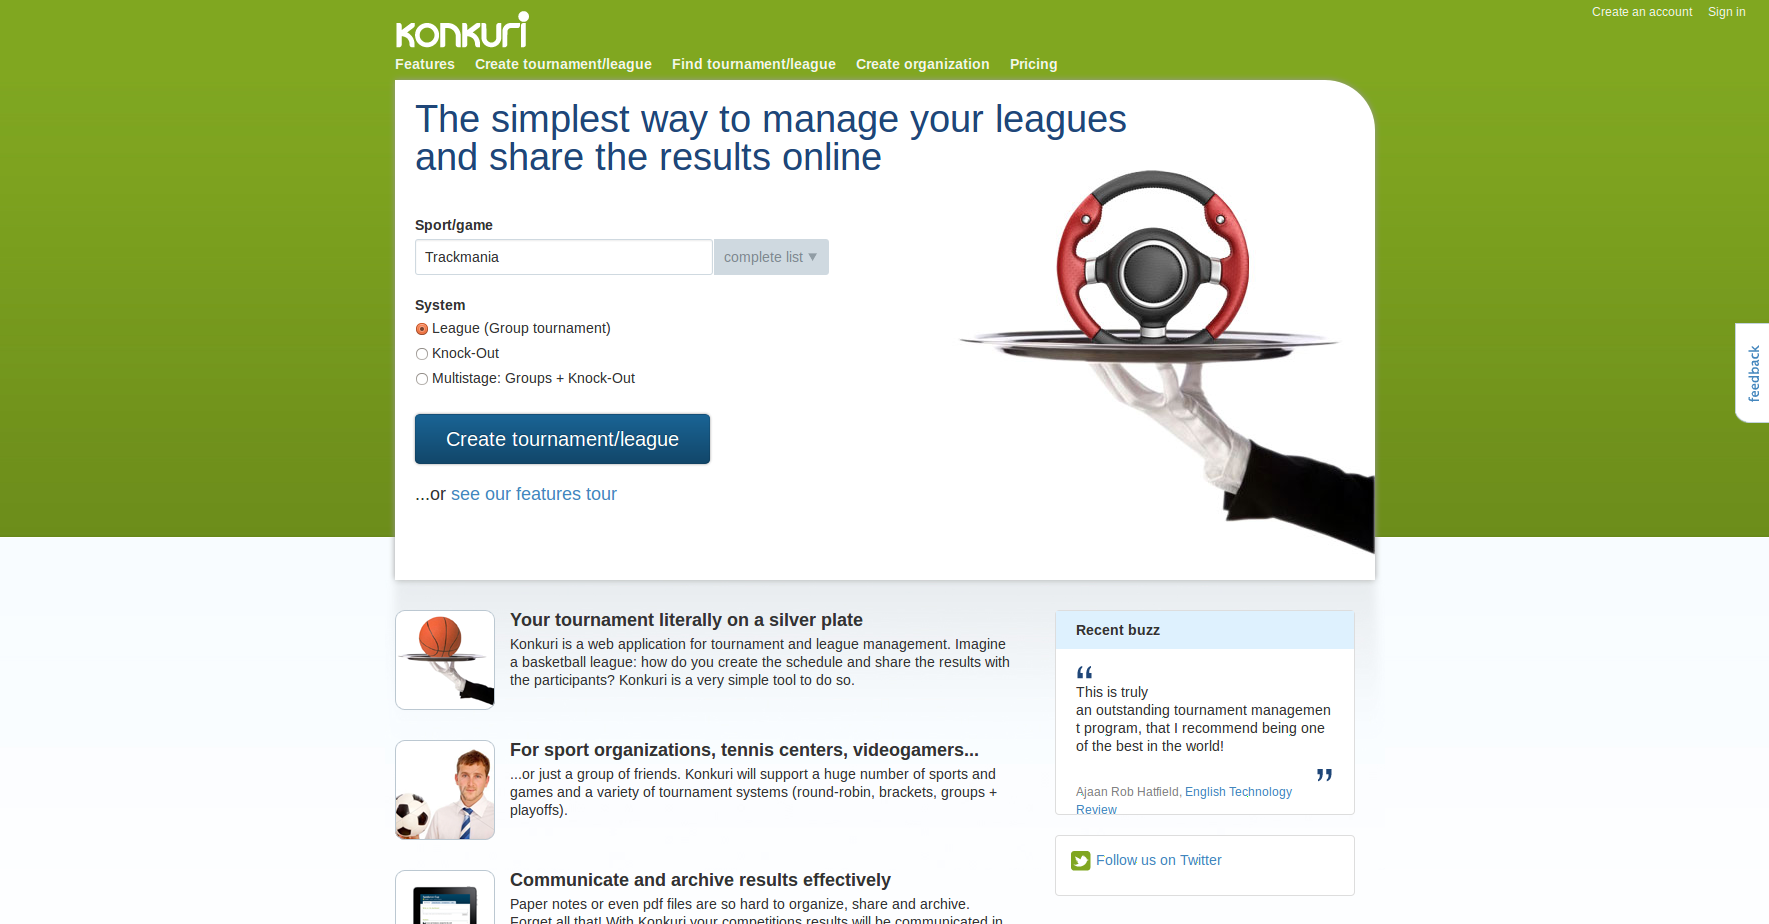 Create an account Sign in
konkuri
Features Create tournament/league Find tournament/league Create organization Pricing
The simplest way to manage your leagues
and share the results online
Sport/game
Trackmania complete list ▼
System
League (Group tournament)
Knock-Out
Multistage: Groups + Knock-Out
Create tournament/league
...or see our features tour
feedback
Your tournament literally on a silver plate
Konkuri is a web application for tournament and league management. Imagine
a basketball league: how do you create the schedule and share the results with
the participants? Konkuri is a very simple tool to do so.
For sport organizations, tennis centers, videogamers...
...or just a group of friends. Konkuri will support a huge number of sports and
games and a variety of tournament systems (round-robin, brackets, groups +
playoffs).
Communicate and archive results effectively
Paper notes or even pdf files are so hard to organize, share and archive.
Forget all that! With Konkuri your competitions results will be communicated in
Recent buzz
“
This is truly
an outstanding tournament managemen
t program, that I recommend being one
of the best in the world!
”
Ajaan Rob Hatfield, English Technology
Review
Follow us on Twitter